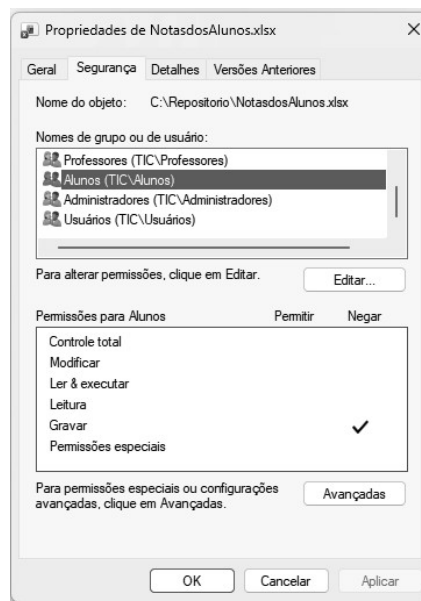 Propriedades de NotasdosAlunos.xlsx
Geral Segurança Detalhes Versões Anteriores
Nome do objeto: C:\Repositorio\NotasdosAlunos.xlsx
Nomes de grupo ou de usuário:
Professores (TIC\Professores)
Alunos (TIC\Alunos)
Administradores (TIC\Administradores)
Usuários (TIC\Usuários)
Para alterar permissões, clique em Editar. Editar...
Permissões para Alunos Permitir Negar
Controle total
Modificar
Ler & executar
Leitura
Gravar
Permissões especiais
Para permissões especiais ou configurações
avançadas, clique em Avançadas. Avançadas
OK Cancelar Aplicar